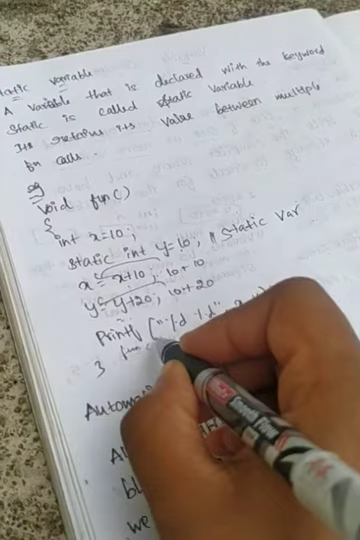 Static variable
A variable that is declared with the keyword
static is called static variable
Its retains its value between multiple
fn calls.
eg
Void fun()
{
int x=10;
static int y=10; // static var
x = x+10; 10+10
y = y+20; 10+20
Printf ("%d %d"
}
Automa